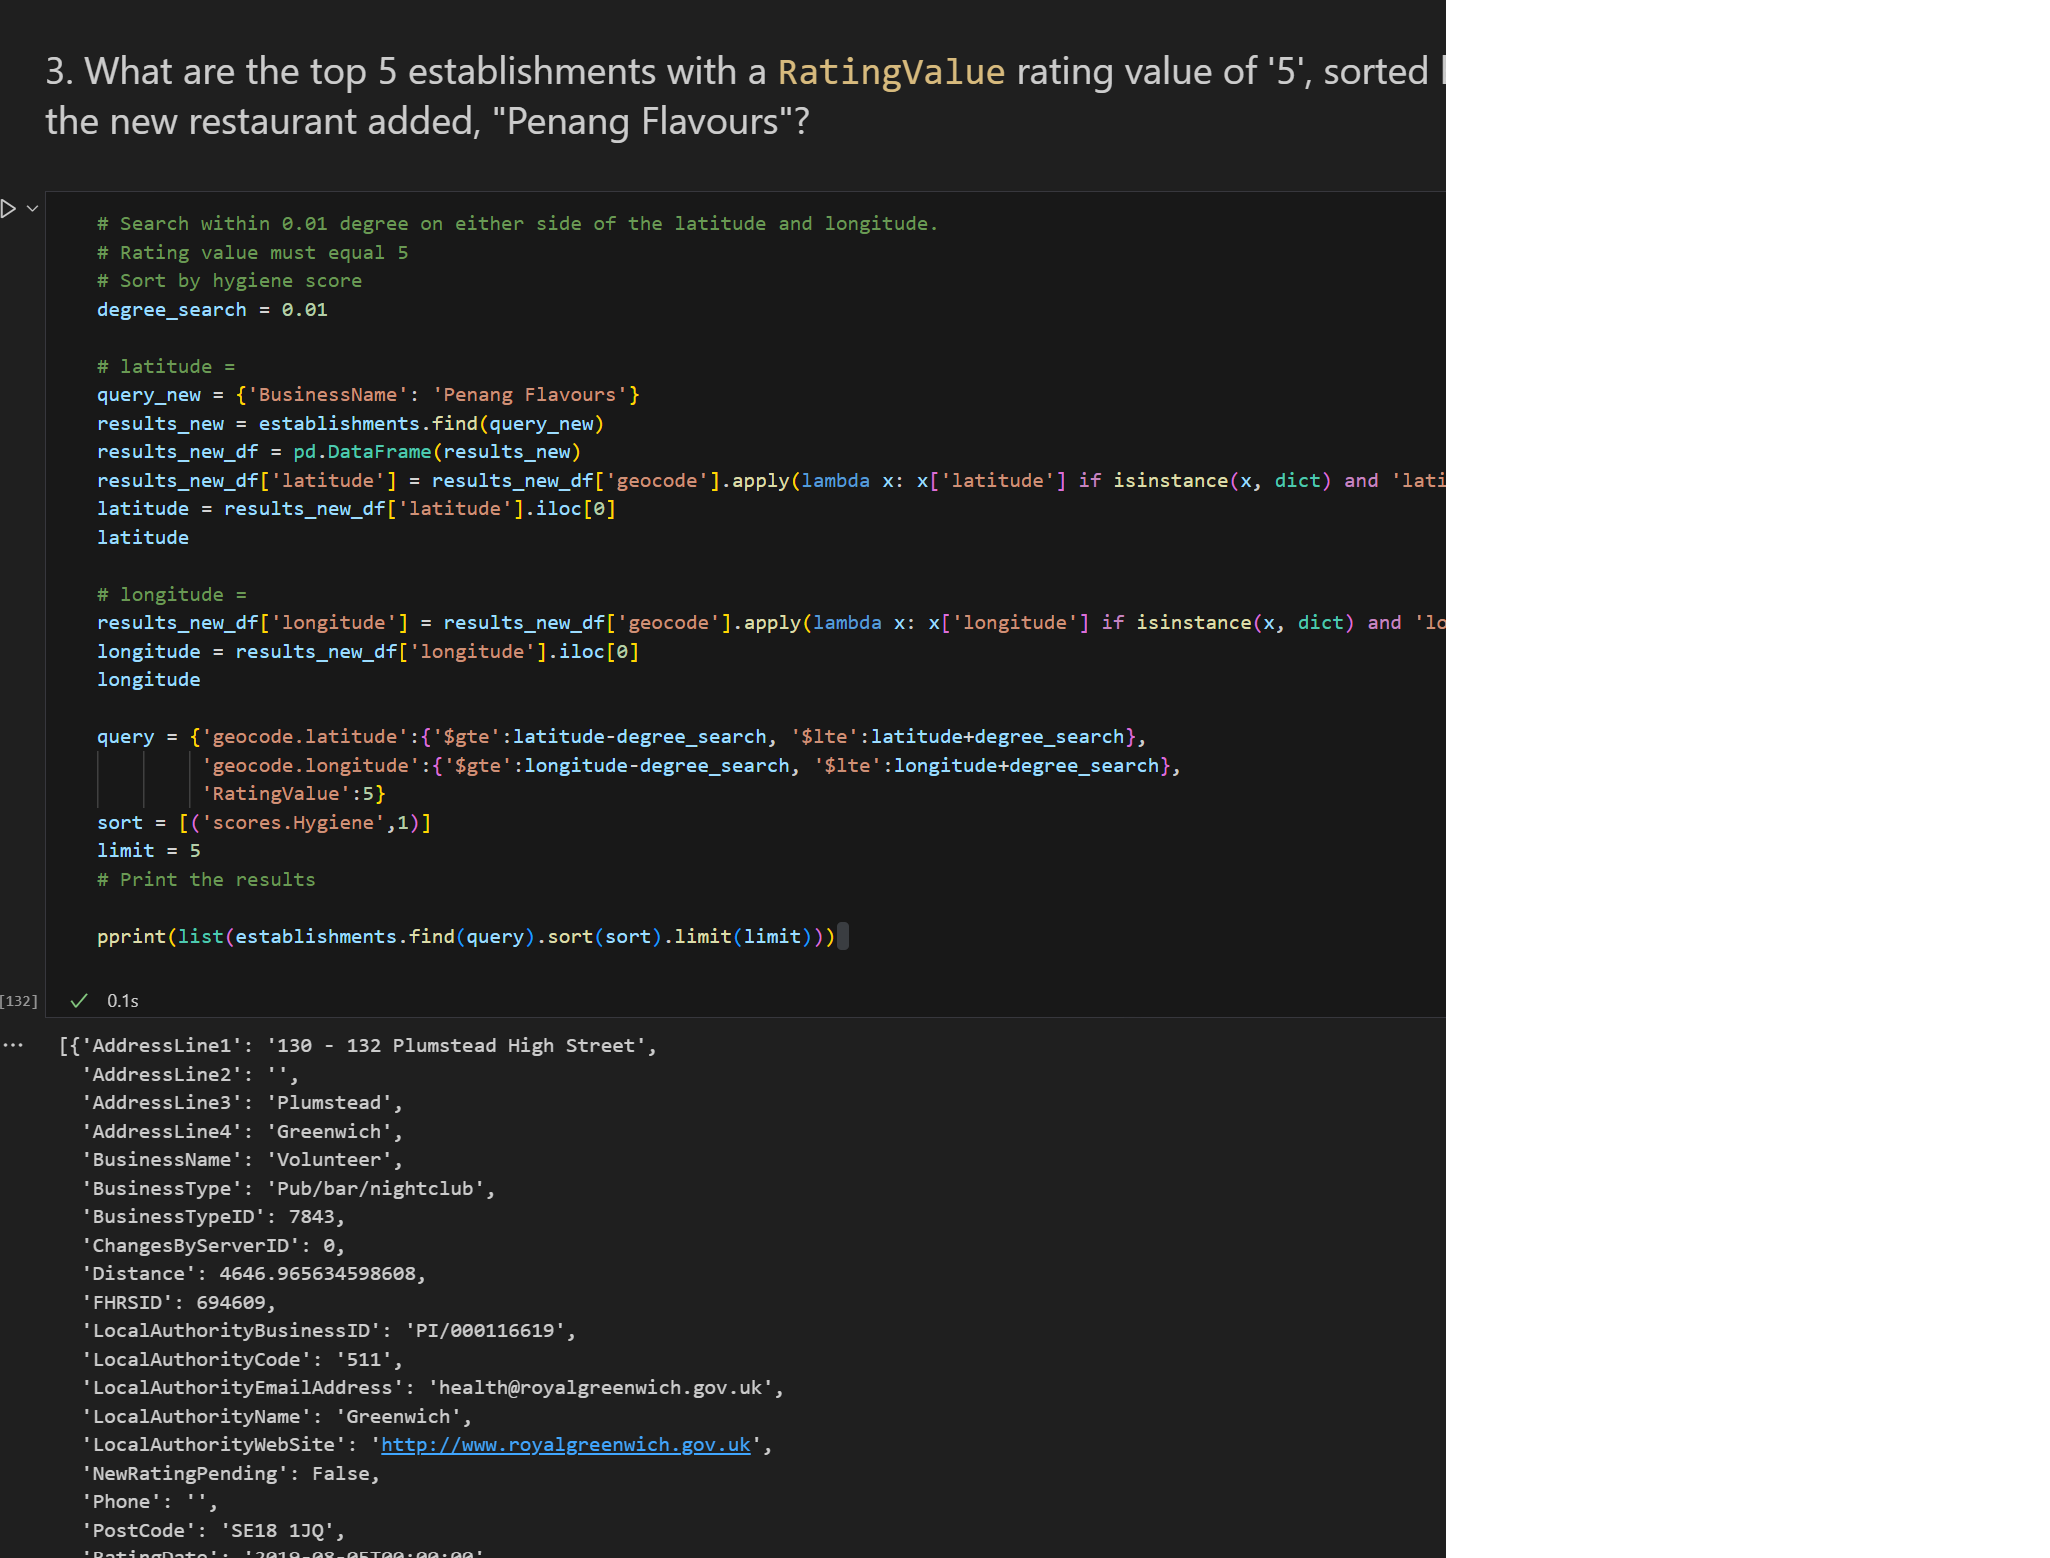 3. What are the top 5 establishments with a RatingValue rating value of '5', sorted
the new restaurant added, "Penang Flavours"?
# Search within 0.01 degree on either side of the latitude and longitude.
# Rating value must equal 5
# Sort by hygiene score
degree_search = 0.01
# latitude =
query_new = {'BusinessName': 'Penang Flavours'}
results_new = establishments.find(query_new)
results_new_df = pd.DataFrame(results_new)
results_new_df['latitude'] = results_new_df['geocode'].apply(lambda x: x['latitude'] if isinstance(x, dict) and 'lati
latitude = results_new_df['latitude'].iloc[0]
latitude
# longitude =
results_new_df['longitude'] = results_new_df['geocode'].apply(lambda x: x['longitude'] if isinstance(x, dict) and 'lo
longitude = results_new_df['longitude'].iloc[0]
longitude
query = {'geocode.latitude':{'$gte':latitude-degree_search, '$lte':latitude+degree_search},
'geocode.longitude':{'$gte':longitude-degree_search, '$lte':longitude+degree_search},
'RatingValue':5}
sort = [('scores.Hygiene',1)]
limit = 5
# Print the results
pprint(list(establishments.find(query).sort(sort).limit(limit)))
[132]
0.1s
[{'AddressLine1': '130 - 132 Plumstead High Street',
'AddressLine2': '',
'AddressLine3': 'Plumstead',
'AddressLine4': 'Greenwich',
'BusinessName': 'Volunteer',
'BusinessType': 'Pub/bar/nightclub',
'BusinessTypeID': 7843,
'ChangesByServerID': 0,
'Distance': 4646.965634598608,
'FHRSID': 694609,
'LocalAuthorityBusinessID': 'PI/000116619',
'LocalAuthorityCode': '511',
'LocalAuthorityEmailAddress': 'health@royalgreenwich.gov.uk',
'LocalAuthorityName': 'Greenwich',
'LocalAuthorityWebSite': 'http://www.royalgreenwich.gov.uk',
'NewRatingPending': False,
'Phone': '',
'PostCode': 'SE18 1JQ',
'RatingDate': '2019-08-05T00:00:00'